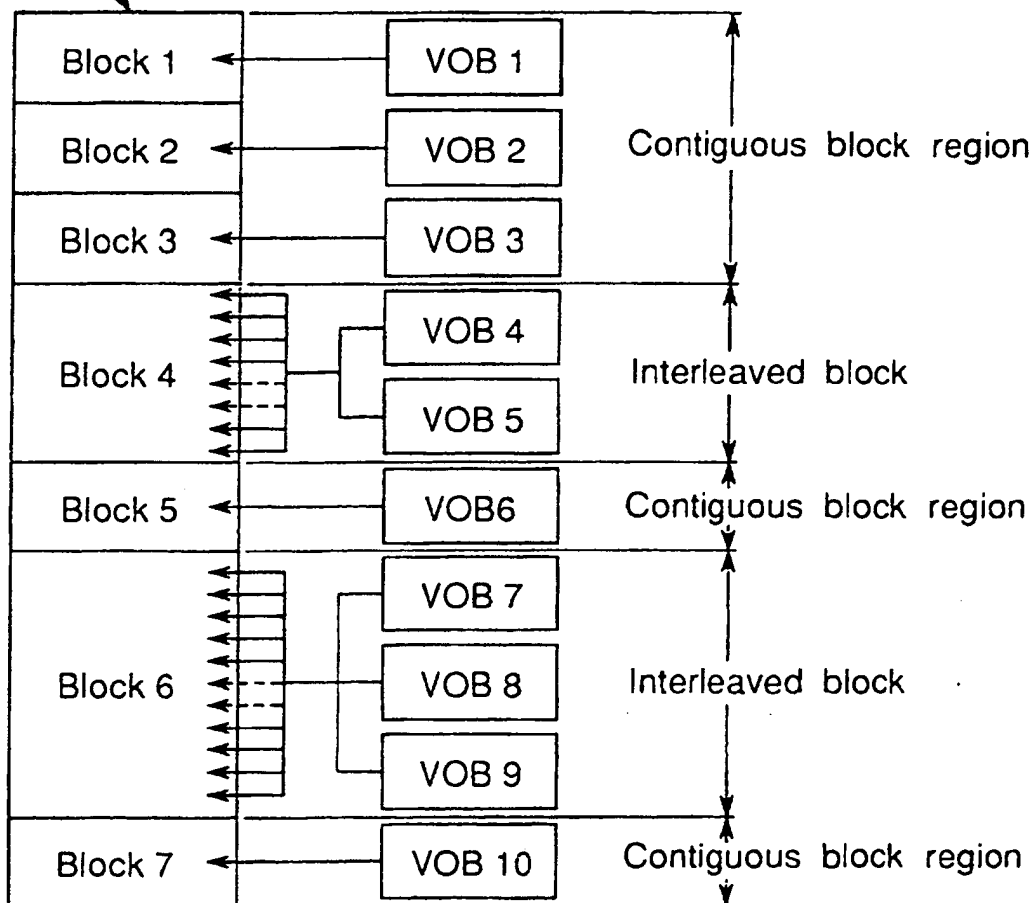 Block 1
VOB 1
Block 2
VOB 2
Contiguous block region
Block 3
VOB 3
Block 4
VOB 4
Interleaved block
VOB 5
Block 5
VOB6
Contiguous block region
VOB 7
Block 6
VOB 8
Interleaved block
VOB 9
Block 7
VOB 10
Contiguous block region